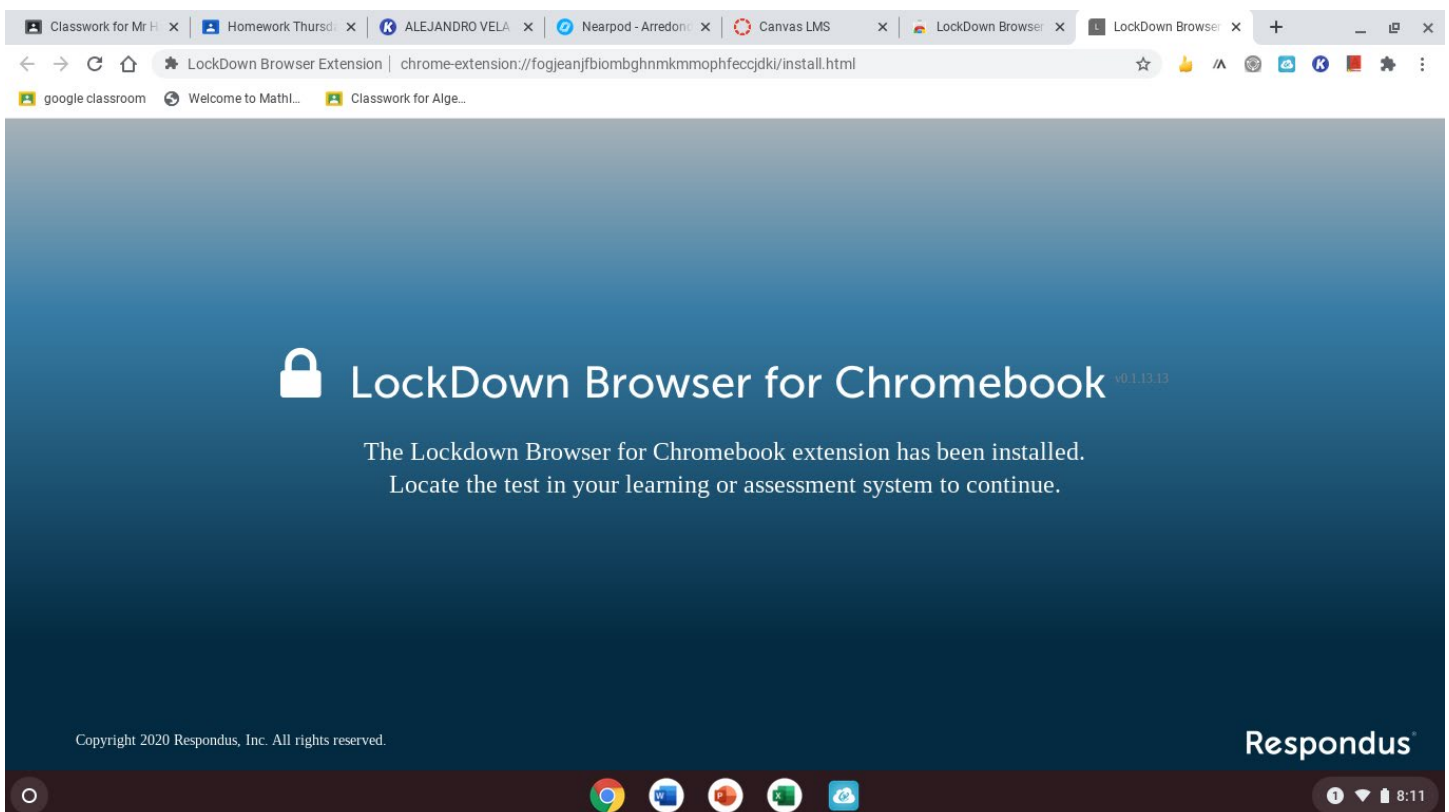 Classwork for Mr H
Homework Thursd
ALEJANDRO VELA
Nearpod - Arredon
Canvas LMS
LockDown Browser
LockDown Browser
LockDown Browser Extension | chrome-extension://fogjeanjfbiombghnmkmmophfeccjdki/install.html
google classroom
Welcome to Mathl...
Classwork for Alge...
LockDown Browser for Chromebook v0.1.13.13
The Lockdown Browser for Chromebook extension has been installed.
Locate the test in your learning or assessment system to continue.
Copyright 2020 Respondus, Inc. All rights reserved.
Respondus
1 8:11